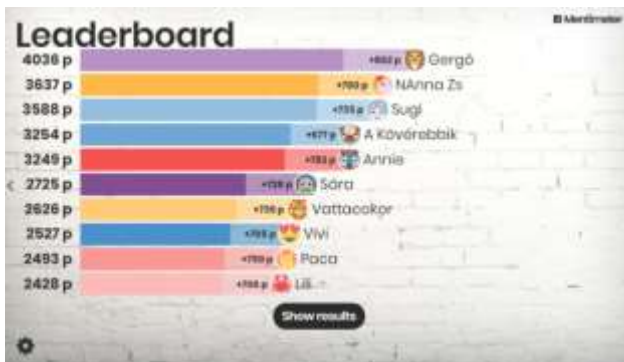 Mentimeter
Leaderboard
4036 p Gergő
3637 p NAnna Zs
3588 p Sugi
3254 p A Kövérebbik
3249 p Annie
2725 p Sára
2626 p Vattacukor
2527 p Vivi
2493 p Paca
2428 p Lili
Show results